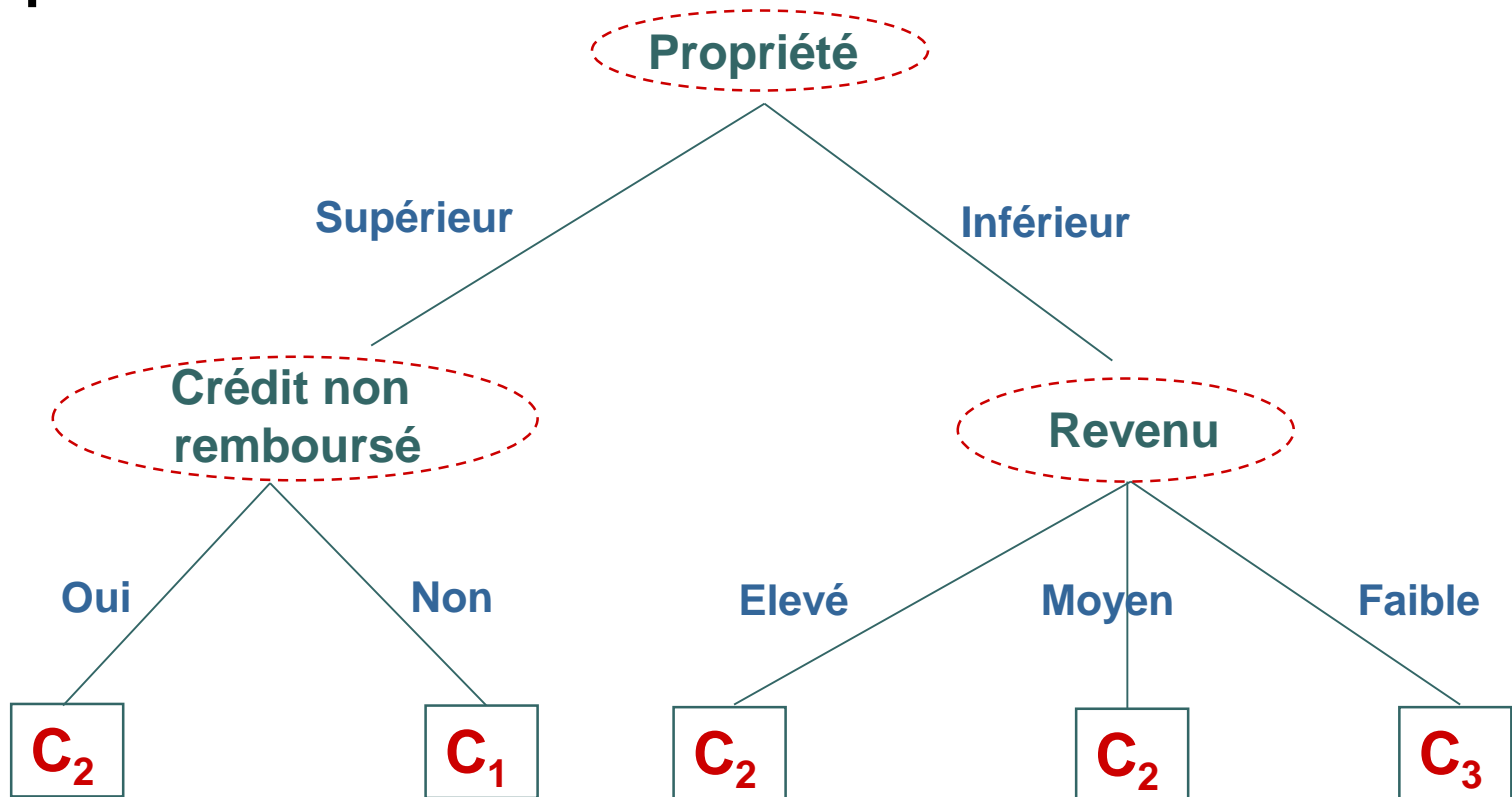 Propriété
Supérieur
Inférieur
Crédit non
remboursé
Revenu
Oui
Non
Elevé
Moyen
Faible
C₂
C₁
C₂
C₂
C₃